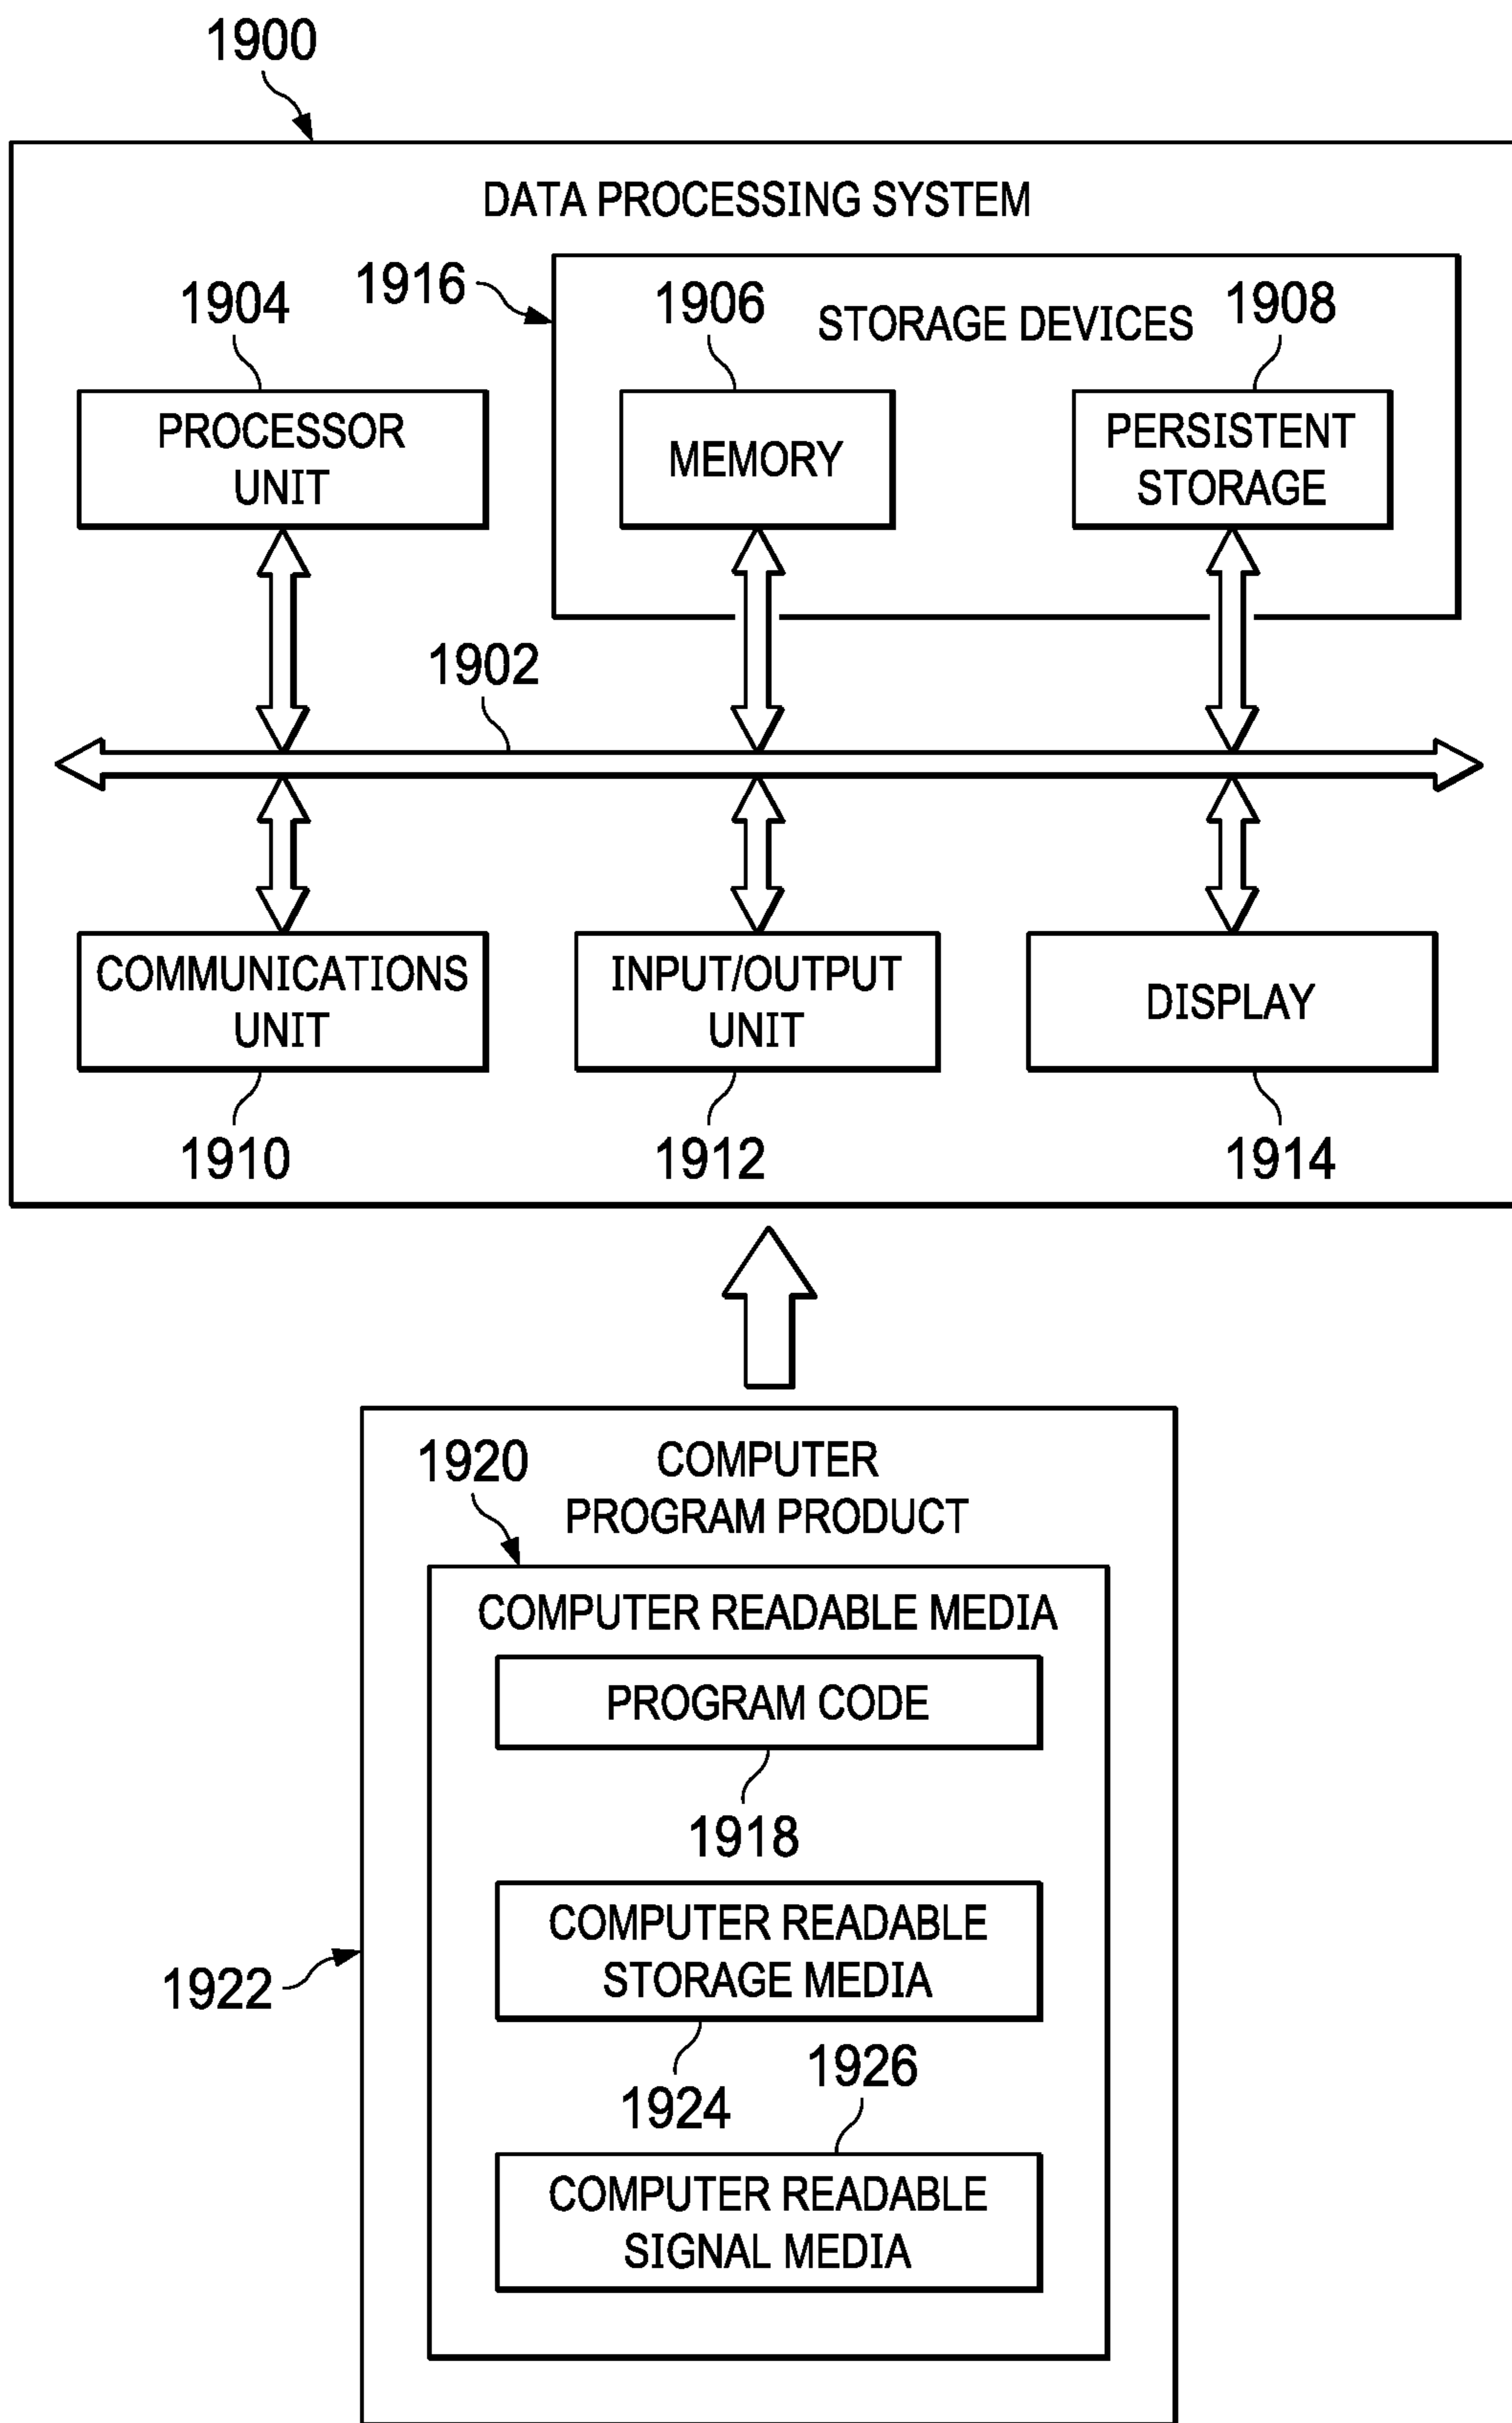 1900
DATA PROCESSING SYSTEM
1916
1904
1906
STORAGE DEVICES
1908
PROCESSOR
UNIT
MEMORY
PERSISTENT
STORAGE
1902
COMMUNICATIONS
UNIT
INPUT/OUTPUT
UNIT
DISPLAY
1910
1912
1914
1920
COMPUTER
PROGRAM PRODUCT
COMPUTER READABLE MEDIA
PROGRAM CODE
1918
COMPUTER READABLE
STORAGE MEDIA
1922
1924
1926
COMPUTER READABLE
SIGNAL MEDIA